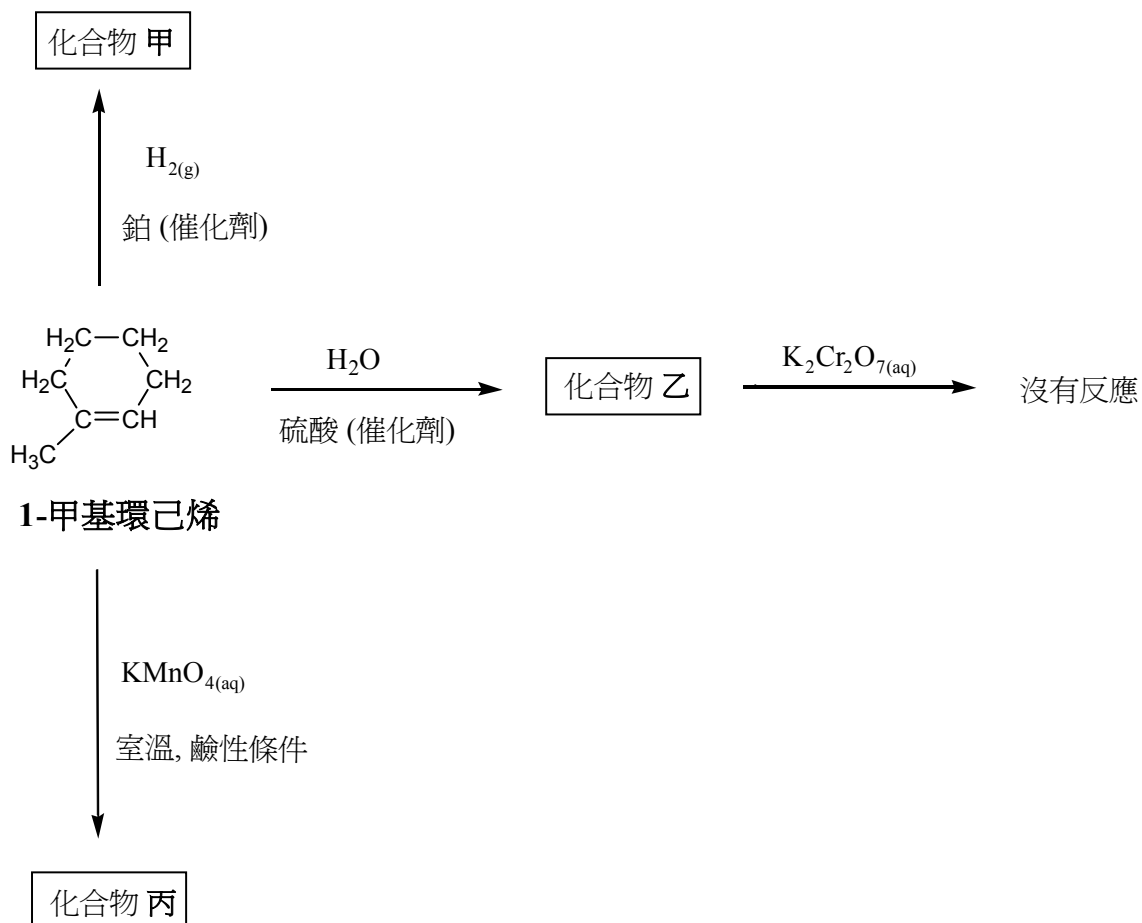 化合物 甲
H2(g)
鉑 (催化劑)
H2C CH2
H2C CH2
C CH
H3C
1-甲基環己烯
H2O
硫酸 (催化劑)
化合物 乙
K2Cr2O7(aq)
沒有反應
KMnO4(aq)
室溫, 鹼性條件
化合物 丙